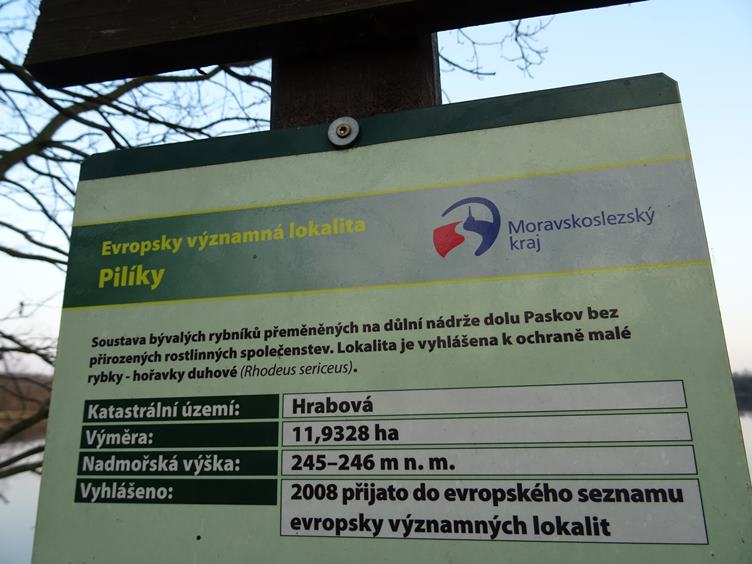 Evropsky významná lokalita
Pilíky
Moravskoslezský
kraj
Soustava bývalých rybníků přeměněných na důlní nádrže dolu Paskov bez
přirozených rostlinných společenstev. Lokalita je vyhlášena k ochraně malé
rybky - hořavky duhové (Rhodeus sericeus).
Katastrální území: Hrabová
Výměra: 11,9328 ha
Nadmořská výška: 245–246 m n. m.
Vyhlášeno: 2008 přijato do evropského seznamu
evropsky významných lokalit